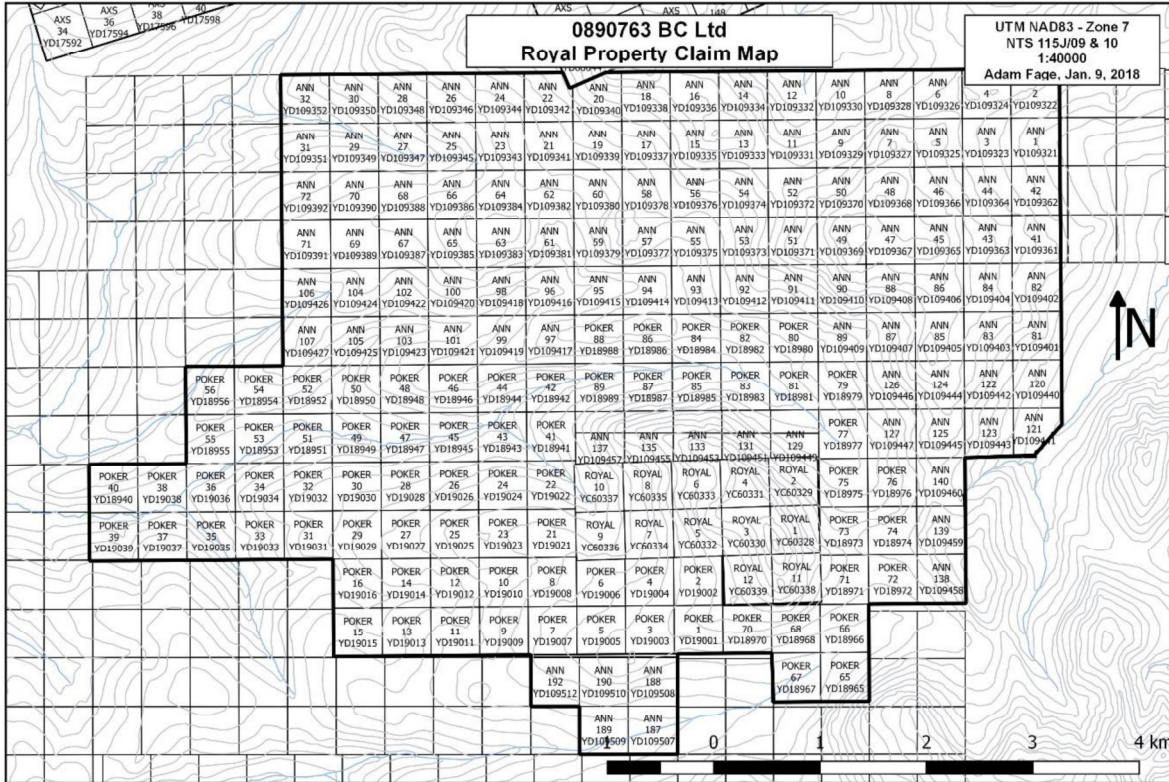 AXS
34
YD17592
AXS
36
YD17594
38
YD17596
40
YD17598
AXS
148
0890763 BC Ltd
Royal Property Claim Map
UTM NAD83 - Zone 7
NTS 115J/09 & 10
1:40000
Adam Fage, Jan. 9, 2018
ANN ANN ANN ANN ANN ANN ANN ANN ANN ANN ANN ANN ANN ANN
32 30 28 26 24 22 20 18 16 14 12 10 8 6 4 2
YD109352 YD109350 YD109348 YD109346 YD109344 YD109342 YD109340 YD109338 YD109336 YD109334 YD109332 YD109330 YD109328 YD109326 YD109324 YD109322
ANN ANN ANN ANN ANN ANN ANN ANN ANN ANN ANN ANN ANN ANN ANN ANN
31 29 27 25 23 21 19 17 15 13 11 9 7 5 3 1
YD109351 YD109349 YD109347 YD109345 YD109343 YD109341 YD109339 YD109337 YD109335 YD109333 YD109331 YD109329 YD109327 YD109325 YD109323 YD109321
ANN ANN ANN ANN ANN ANN ANN ANN ANN ANN ANN ANN ANN ANN ANN ANN
72 70 68 66 64 62 60 58 56 54 52 50 48 46 44 42
YD109392 YD109390 YD109388 YD109386 YD109384 YD109382 YD109380 YD109378 YD109376 YD109374 YD109372 YD109370 YD109368 YD109366 YD109364 YD109362
ANN ANN ANN ANN ANN ANN ANN ANN ANN ANN ANN ANN ANN ANN ANN ANN
71 69 67 65 63 61 59 57 55 53 51 49 47 45 43 41
YD109391 YD109389 YD109387 YD109385 YD109383 YD109381 YD109379 YD109377 YD109375 YD109373 YD109371 YD109369 YD109367 YD109365 YD109363 YD109361
ANN ANN ANN ANN ANN ANN ANN ANN ANN ANN ANN ANN ANN ANN ANN ANN
106 104 102 100 98 96 95 94 93 92 91 90 88 86 84 82
YD109426 YD109424 YD109422 YD109420 YD109418 YD109416 YD109415 YD109414 YD109413 YD109412 YD109411 YD109410 YD109408 YD109406 YD109404 YD109402
ANN ANN ANN ANN ANN ANN POKER POKER POKER POKER POKER ANN ANN ANN ANN ANN
107 105 103 101 99 97 88 86 84 82 80 89 87 85 83 81
YD109427 YD109425 YD109423 YD109421 YD109419 YD109417 YD18988 YD18986 YD18984 YD18982 YD18980 YD109409 YD109407 YD109405 YD109403 YD109401
POKER POKER POKER POKER POKER POKER POKER POKER POKER POKER POKER POKER POKER POKER ANN ANN ANN ANN
56 54 52 50 48 46 44 42 89 87 85 83 81 79 126 124 122 120
YD18956 YD18954 YD18952 YD18950 YD18948 YD18946 YD18944 YD18942 YD18989 YD18987 YD18985 YD18983 YD18981 YD18979 YD109446 YD109444 YD109442 YD109440
POKER POKER POKER POKER POKER POKER POKER POKER ANN ANN ANN ANN ANN POKER ANN ANN ANN ANN
55 53 51 49 47 45 43 41 137 135 133 131 129 77 127 125 123 121
YD18955 YD18953 YD18951 YD18949 YD18947 YD18945 YD18943 YD18941 YD109457 YD109455 YD109453 YD109451 YD109449 YD18977 YD109447 YD109445 YD109443 YD109441
POKER POKER POKER POKER POKER POKER POKER POKER POKER POKER ROYAL ROYAL ROYAL ROYAL ROYAL POKER POKER ANN
40 38 36 34 32 30 28 26 24 22 10 8 6 4 2 75 76 140
YD18940 YD19038 YD19036 YD19034 YD19032 YD19030 YD19028 YD19026 YD19024 YD19022 YC60337 YC60335 YC60333 YC60331 YC60329 YD18975 YD18976 YD109460
POKER POKER POKER POKER POKER POKER POKER POKER POKER POKER ROYAL ROYAL ROYAL ROYAL ROYAL POKER POKER ANN
39 37 35 33 31 29 27 25 23 21 9 7 5 3 1 73 74 139
YD19039 YD19037 YD19035 YD19033 YD19031 YD19029 YD19027 YD19025 YD19023 YD19021 YC60336 YC60334 YC60332 YC60330 YC60328 YD18973 YD18974 YD109459
POKER POKER POKER POKER POKER POKER POKER POKER ROYAL ROYAL POKER POKER ANN
16 14 12 10 8 6 4 2 12 11 71 72 138
YD19016 YD19014 YD19012 YD19010 YD19008 YD19006 YD19004 YD19002 YC60339 YC60338 YD18971 YD18972 YD109458
POKER POKER POKER POKER POKER POKER POKER POKER POKER POKER POKER
15 13 11 9 7 5 3 1 70 68 66
YD19015 YD19013 YD19011 YD19009 YD19007 YD19005 YD19003 YD19001 YD18970 YD18968 YD18966
ANN ANN ANN POKER POKER
192 190 188 67 65
YD109512 YD109510 YD109508 YD18967 YD18965
ANN ANN
189 187
YD109509 YD109507
N
1 0 1 2 3 4 km